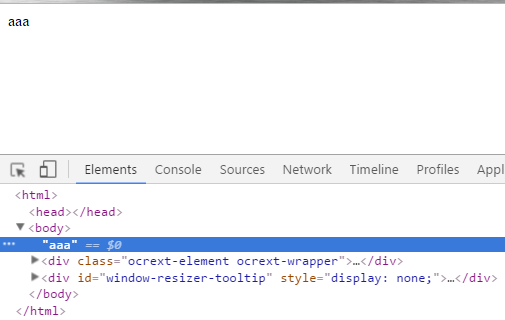 aaa
Elements Console Sources Network Timeline Profiles Appl
<html>
<head></head>
<body>
"aaa" == $0
<div class="ocrext-element ocrext-wrapper">…</div>
<div id="window-resizer-tooltip" style="display: none;">…</div>
</body>
</html>